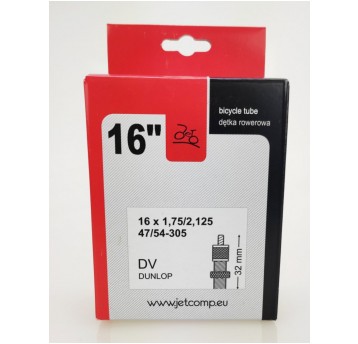 bicycle tube
dętka rowerowa
16"
16 x 1,75/2,125
47/54-305
DV
DUNLOP
32 mm
www.jetcomp.eu